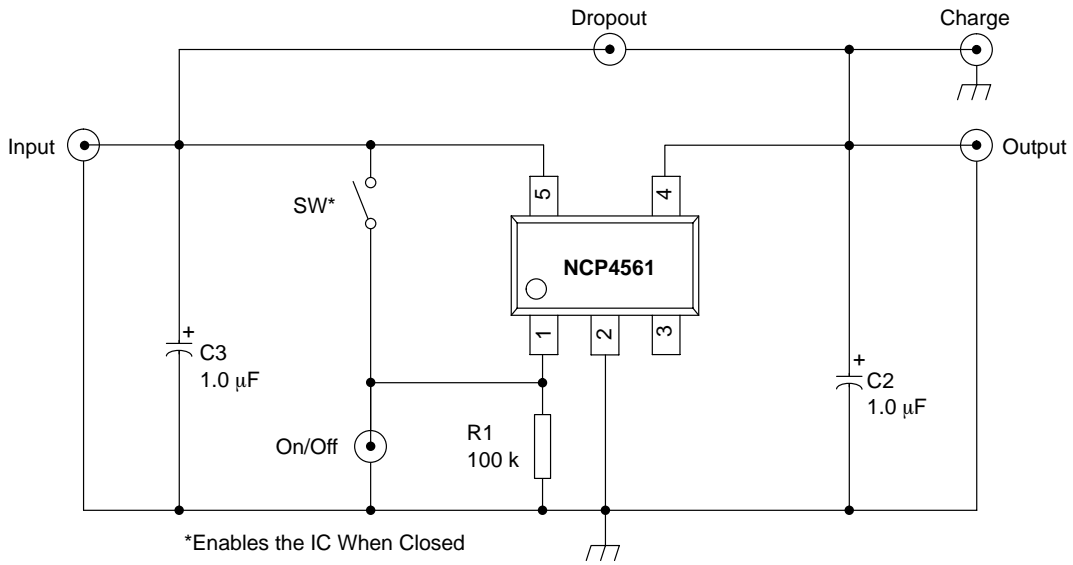 Dropout
Charge
Input
Output
SW*
5
4
NCP4561
1
2
3
+
C3
1.0 μF
+
C2
1.0 μF
On/Off
R1
100 k
*Enables the IC When Closed